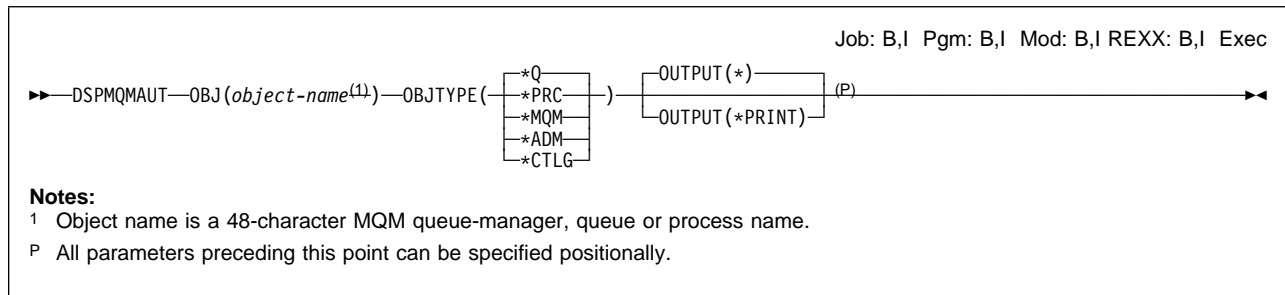 Job: B,I Pgm: B,I Mod: B,I REXX: B,I Exec
*Q OUTPUT(*)
DSPMQMAUT OBJ(object-name(1)) OBJTYPE( *PRC ) (P)
*MQM OUTPUT(*PRINT)
*ADM
*CTLG
Notes:
1 Object name is a 48-character MQM queue-manager, queue or process name.
P All parameters preceding this point can be specified positionally.